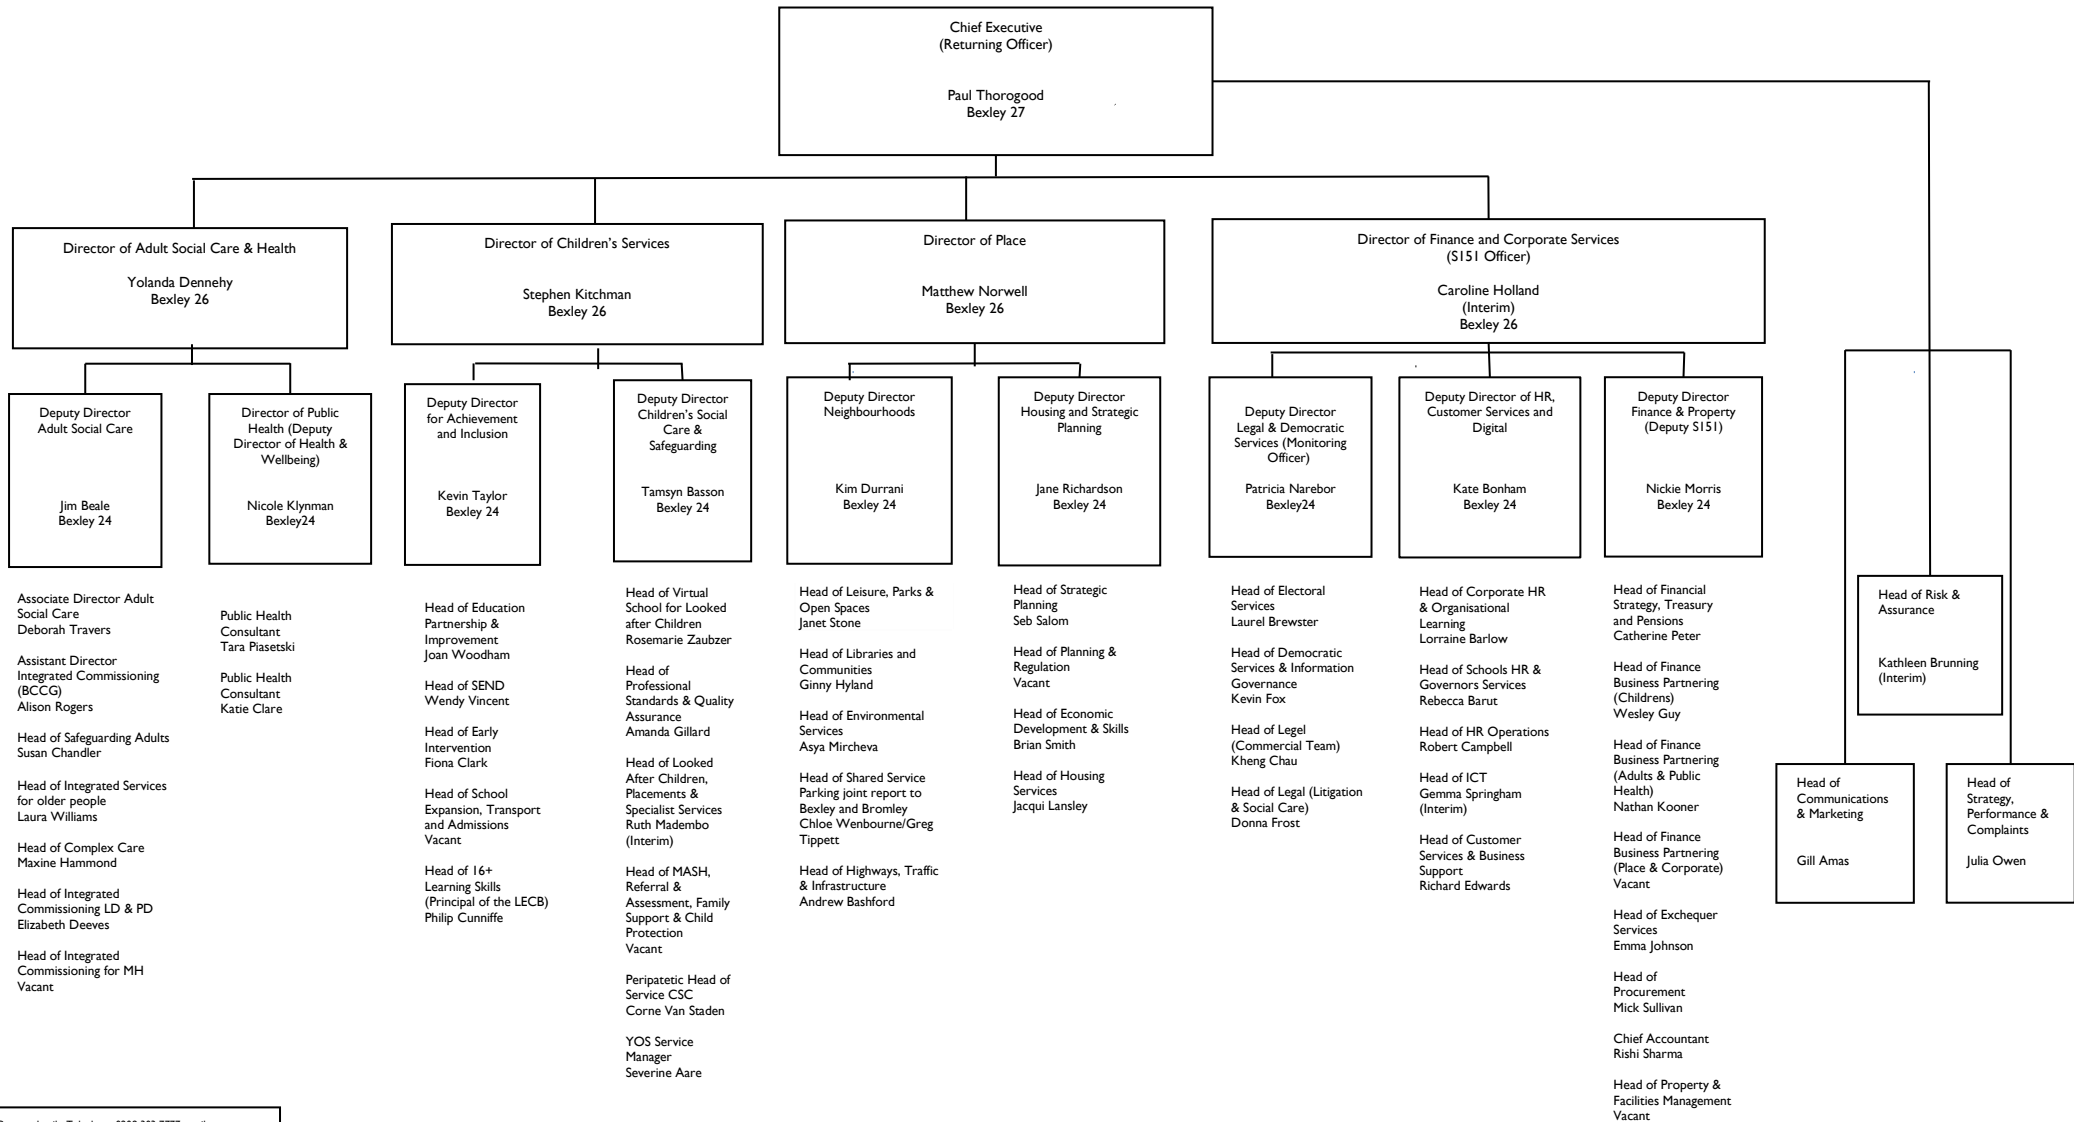 Chief Executive
(Returning Officer)
Paul Thorogood
Bexley 27
Director of Adult Social Care & Health
Yolanda Dennehy
Bexley 26
Director of Children's Services
Stephen Kitchman
Bexley 26
Director of Place
Matthew Norwell
Bexley 26
Director of Finance and Corporate Services
(S151 Officer)
Caroline Holland
(Interim)
Bexley 26
Deputy Director
Adult Social Care
Jim Beale
Bexley 24
Director of Public
Health (Deputy
Director of Health &
Wellbeing)
Nicole Klynman
Bexley24
Deputy Director
for Achievement
and Inclusion
Kevin Taylor
Bexley 24
Deputy Director
Children's Social
Care &
Safeguarding
Tamsyn Basson
Bexley 24
Deputy Director
Neighbourhoods
Kim Durrani
Bexley 24
Deputy Director
Housing and Strategic
Planning
Jane Richardson
Bexley 24
Deputy Director
Legal & Democratic
Services (Monitoring
Officer)
Patricia Narebor
Bexley24
Deputy Director of HR,
Customer Services and
Digital
Kate Bonham
Bexley 24
Deputy Director
Finance & Property
(Deputy S151)
Nickie Morris
Bexley 24
Associate Director Adult
Social Care
Deborah Travers
Assistant Director
Integrated Commissioning
(BCCG)
Alison Rogers
Head of Safeguarding Adults
Susan Chandler
Head of Integrated Services
for older people
Laura Williams
Head of Complex Care
Maxine Hammond
Head of Integrated
Commissioning LD & PD
Elizabeth Deeves
Head of Integrated
Commissioning for MH
Vacant
Public Health
Consultant
Tara Piasetski
Public Health
Consultant
Katie Clare
Head of Education
Partnership &
Improvement
Joan Woodham
Head of SEND
Wendy Vincent
Head of Early
Intervention
Fiona Clark
Head of School
Expansion, Transport
and Admissions
Vacant
Head of 16+
Learning Skills
(Principal of the LECB)
Philip Cunniffe
Head of Virtual
School for Looked
after Children
Rosemarie Zaubzer
Head of
Professional
Standards & Quality
Assurance
Amanda Gillard
Head of Looked
After Children,
Placements &
Specialist Services
Ruth Madembo
(Interim)
Head of MASH,
Referral &
Assessment, Family
Support & Child
Protection
Vacant
Peripatetic Head of
Service CSC
Corne Van Staden
YOS Service
Manager
Severine Aare
Head of Leisure, Parks &
Open Spaces
Janet Stone
Head of Libraries and
Communities
Ginny Hyland
Head of Environmental
Services
Asya Mircheva
Head of Shared Service
Parking joint report to
Bexley and Bromley
Chloe Wenbourne/Greg
Tippett
Head of Highways, Traffic
& Infrastructure
Andrew Bashford
Head of Strategic
Planning
Seb Salom
Head of Planning &
Regulation
Vacant
Head of Economic
Development & Skills
Brian Smith
Head of Housing
Services
Jacqui Lansley
Head of Electoral
Services
Laurel Brewster
Head of Democratic
Services & Information
Governance
Kevin Fox
Head of Legel
(Commercial Team)
Kheng Chau
Head of Legal (Litigation
& Social Care)
Donna Frost
Head of Corporate HR
& Organisational
Learning
Lorraine Barlow
Head of Schools HR &
Governors Services
Rebecca Barut
Head of HR Operations
Robert Campbell
Head of ICT
Gemma Springham
(Interim)
Head of Customer
Services & Business
Support
Richard Edwards
Head of Financial
Strategy, Treasury
and Pensions
Catherine Peter
Head of Finance
Business Partnering
(Childrens)
Wesley Guy
Head of Finance
Business Partnering
(Adults & Public
Health)
Nathan Kooner
Head of Finance
Business Partnering
(Place & Corporate)
Vacant
Head of Exchequer
Services
Emma Johnson
Head of
Procurement
Mick Sullivan
Chief Accountant
Rishi Sharma
Head of Property &
Facilities Management
Vacant
Head of Risk &
Assurance
Kathleen Brunning
(Interim)
Head of
Communications
& Marketing
Gill Amas
Head of
Strategy,
Performance &
Complaints
Julia Owen